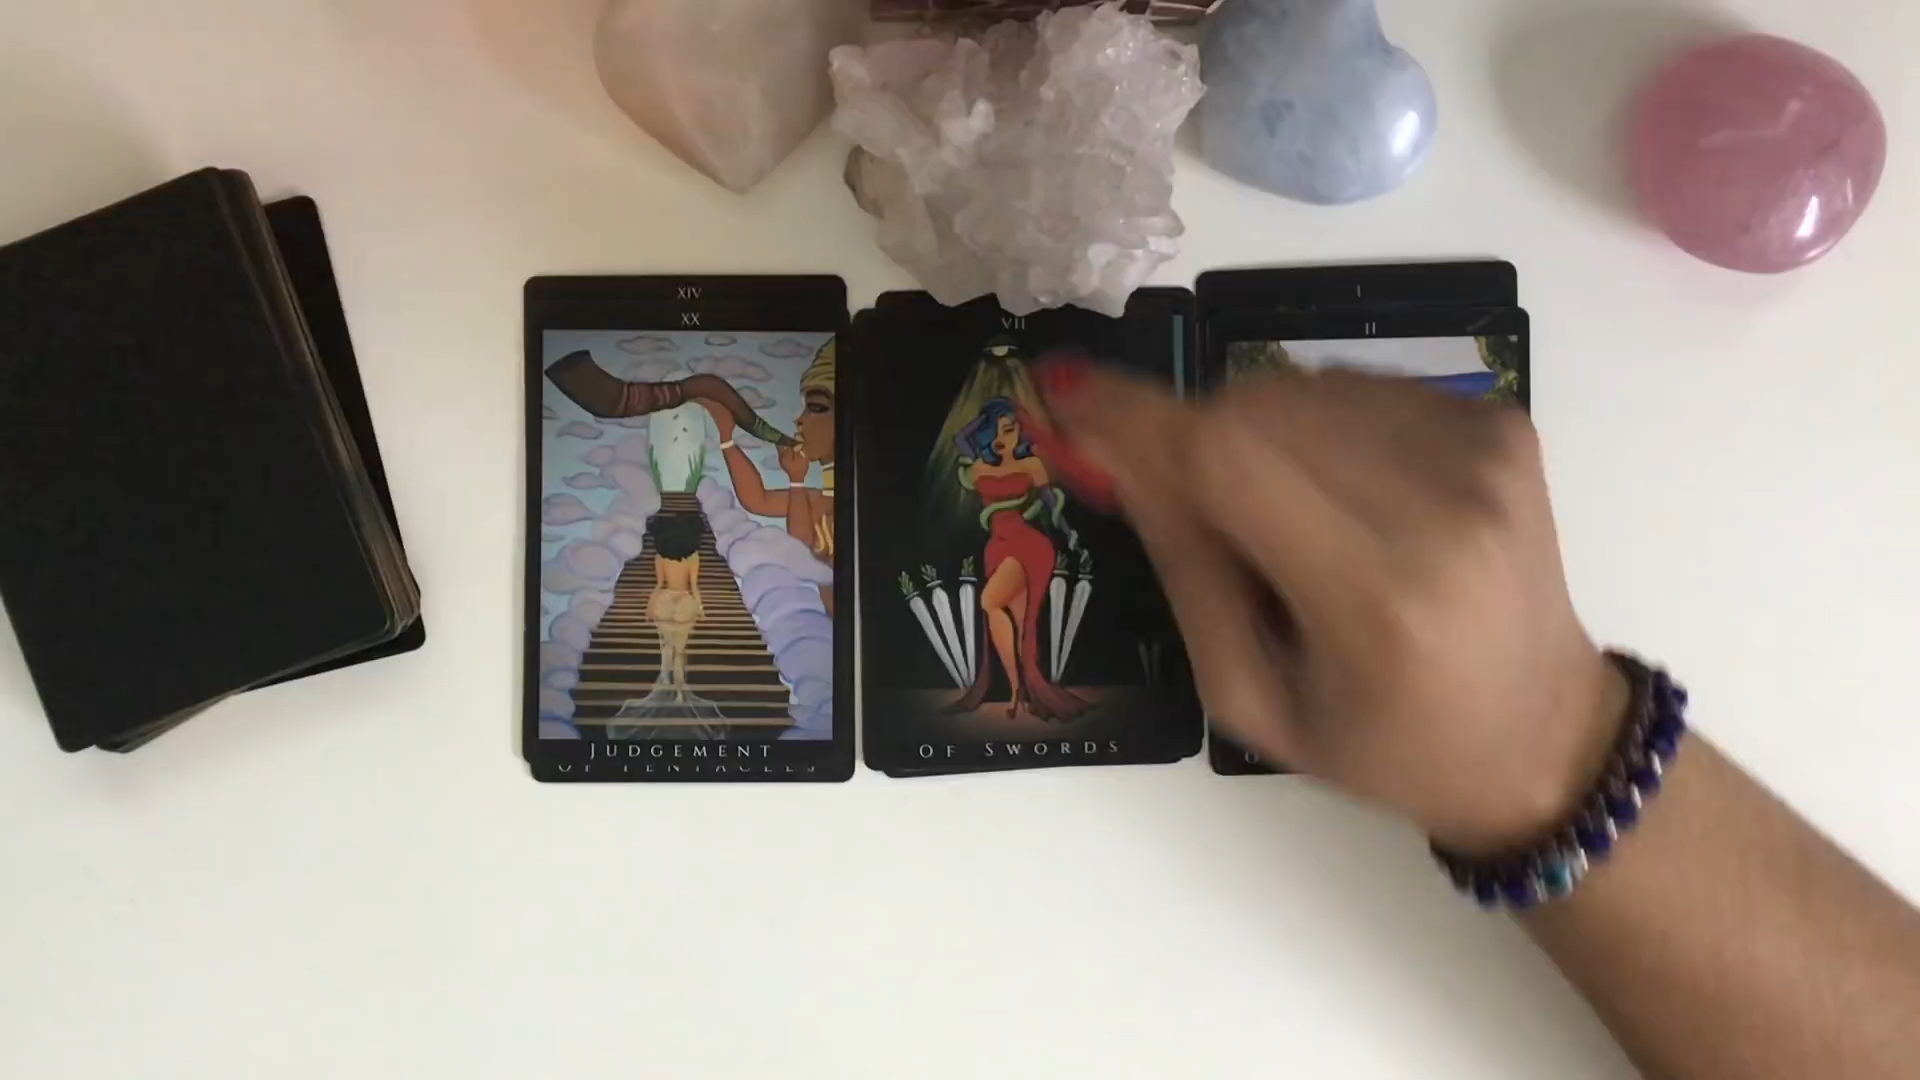 XIV
XX
JUDGEMENT
VII
OF SWORDS
I
II